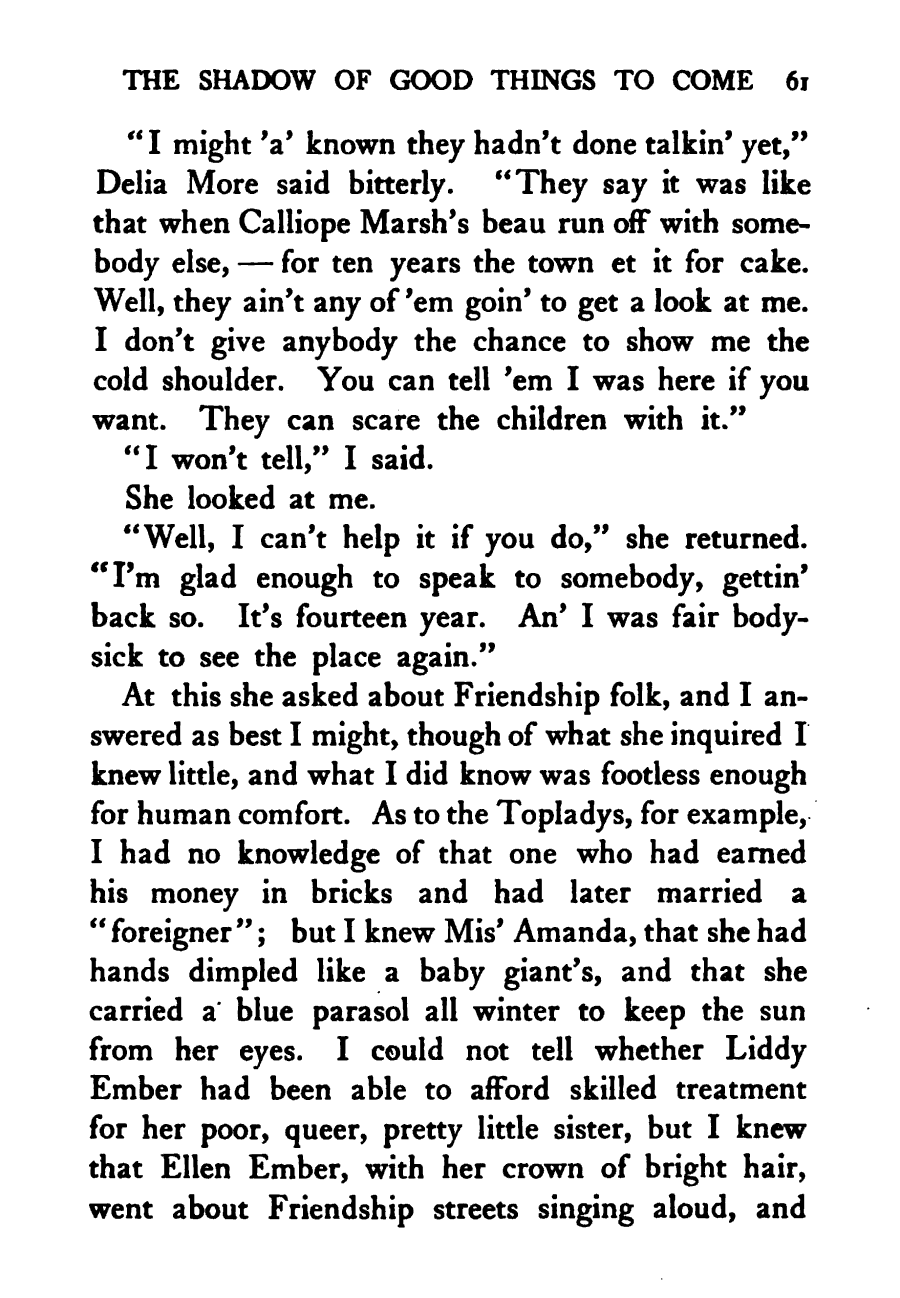 THE SHADOW OF GOOD THINGS TO COME 61
"I might 'a' known they hadn't done talkin' yet,"
Delia More said bitterly. "They say it was like
that when Calliope Marsh's beau run off with some-
body else, — for ten years the town et it for cake.
Well, they ain't any of 'em goin' to get a look at me.
I don't give anybody the chance to show me the
cold shoulder. You can tell 'em I was here if you
want. They can scare the children with it."
"I won't tell," I said.
She looked at me.
"Well, I can't help it if you do," she returned.
"I'm glad enough to speak to somebody, gettin'
back so. It's fourteen year. An' I was fair body-
sick to see the place again."
At this she asked about Friendship folk, and I an-
swered as best I might, though of what she inquired I
knew little, and what I did know was footless enough
for human comfort. As to the Topladys, for example,
I had no knowledge of that one who had earned
his money in bricks and had later married a
"foreigner"; but I knew Mis' Amanda, that she had
hands dimpled like a baby giant's, and that she
carried a blue parasol all winter to keep the sun
from her eyes. I could not tell whether Liddy
Ember had been able to afford skilled treatment
for her poor, queer, pretty little sister, but I knew
that Ellen Ember, with her crown of bright hair,
went about Friendship streets singing aloud, and